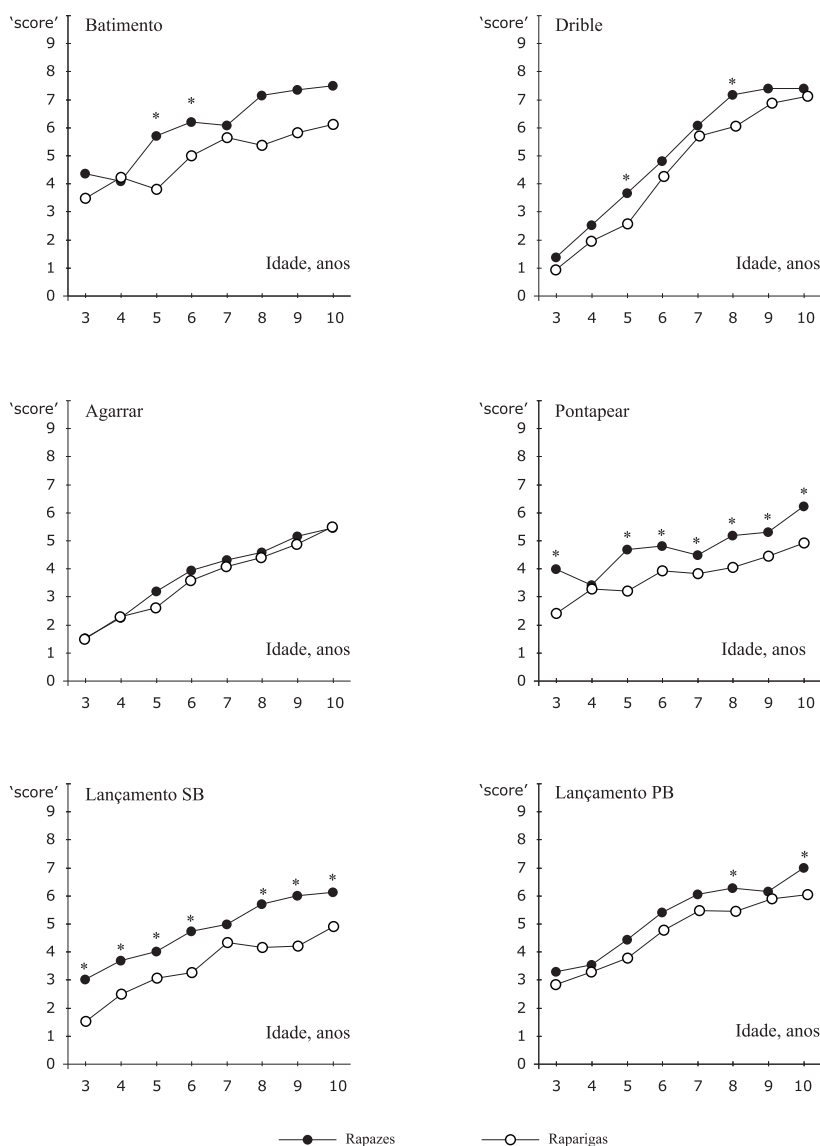 ‘score’
Batimento
9
8
7
6
5
4
3
2
1
0
* *
Idade, anos
3 4 5 6 7 8 9 10
‘score’
Drible
9
8
7
6
5
4
3
2
1
0
* *
Idade, anos
3 4 5 6 7 8 9 10
‘score’
Agarrar
9
8
7
6
5
4
3
2
1
0
Idade, anos
3 4 5 6 7 8 9 10
‘score’
Pontapear
9
8
7
6
5
4
3
2
1
0
* * * * * * *
Idade, anos
3 4 5 6 7 8 9 10
‘score’
Lançamento SB
9
8
7
6
5
4
3
2
1
0
* * * * * * *
Idade, anos
3 4 5 6 7 8 9 10
‘score’
Lançamento PB
9
8
7
6
5
4
3
2
1
0
* *
Idade, anos
3 4 5 6 7 8 9 10
Rapazes Raparigas